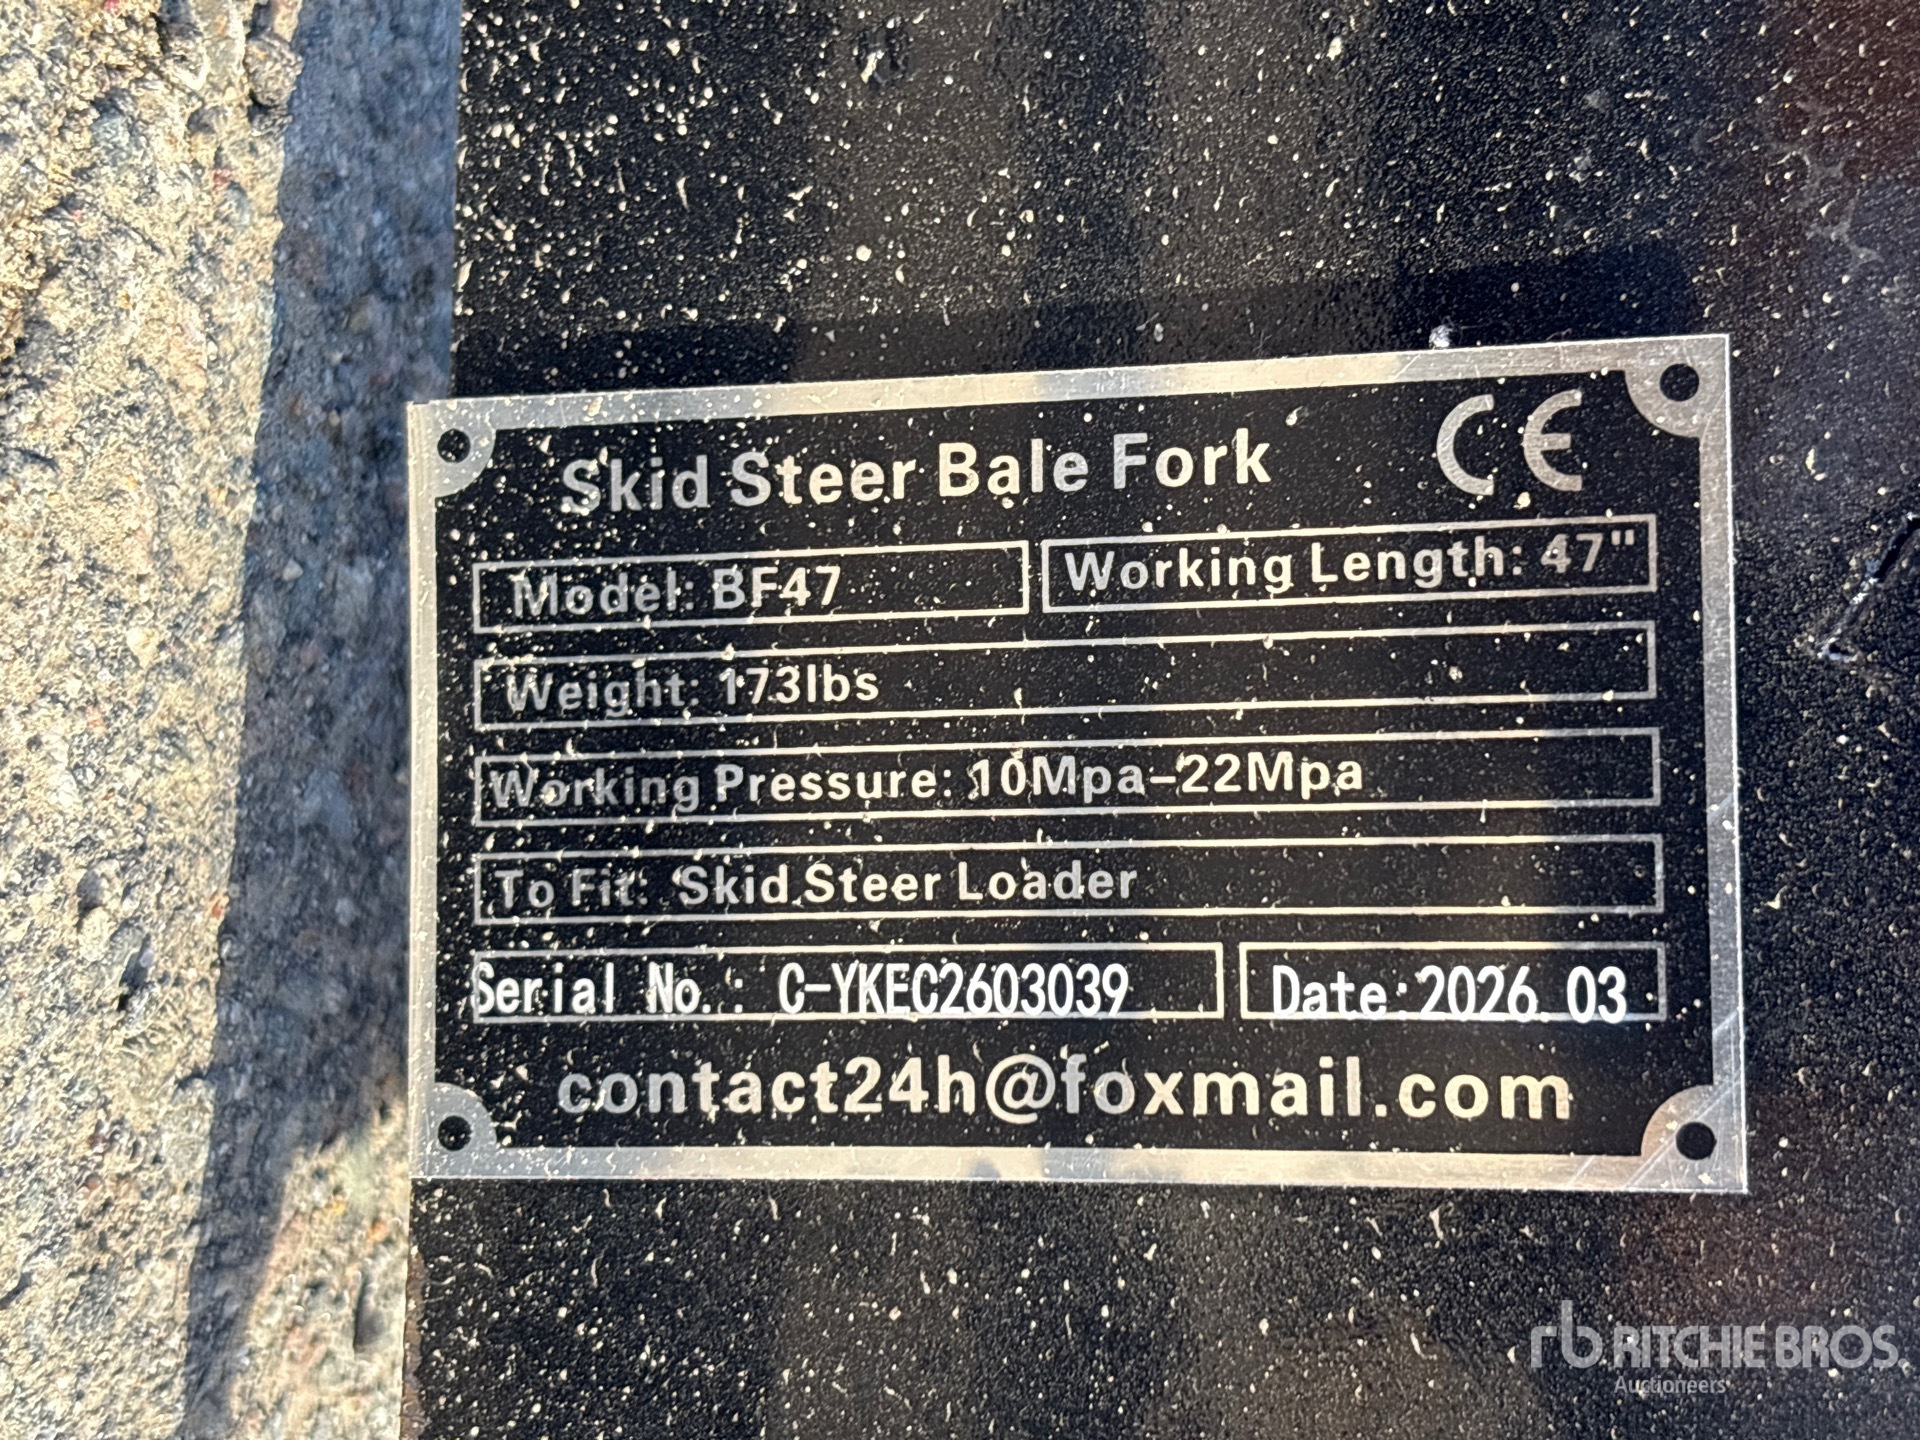 Skid Steer Bale Fork CE
Model: BF47 Working Length: 47"
Weight: 173lbs
Working Pressure: 10Mpa-22Mpa
To Fit: Skid Steer Loader
Serial No.: C-YKEC2603039 Date:2026.03
contact24h@foxmail.com
rb RITCHIE BROS.
Auctioneers